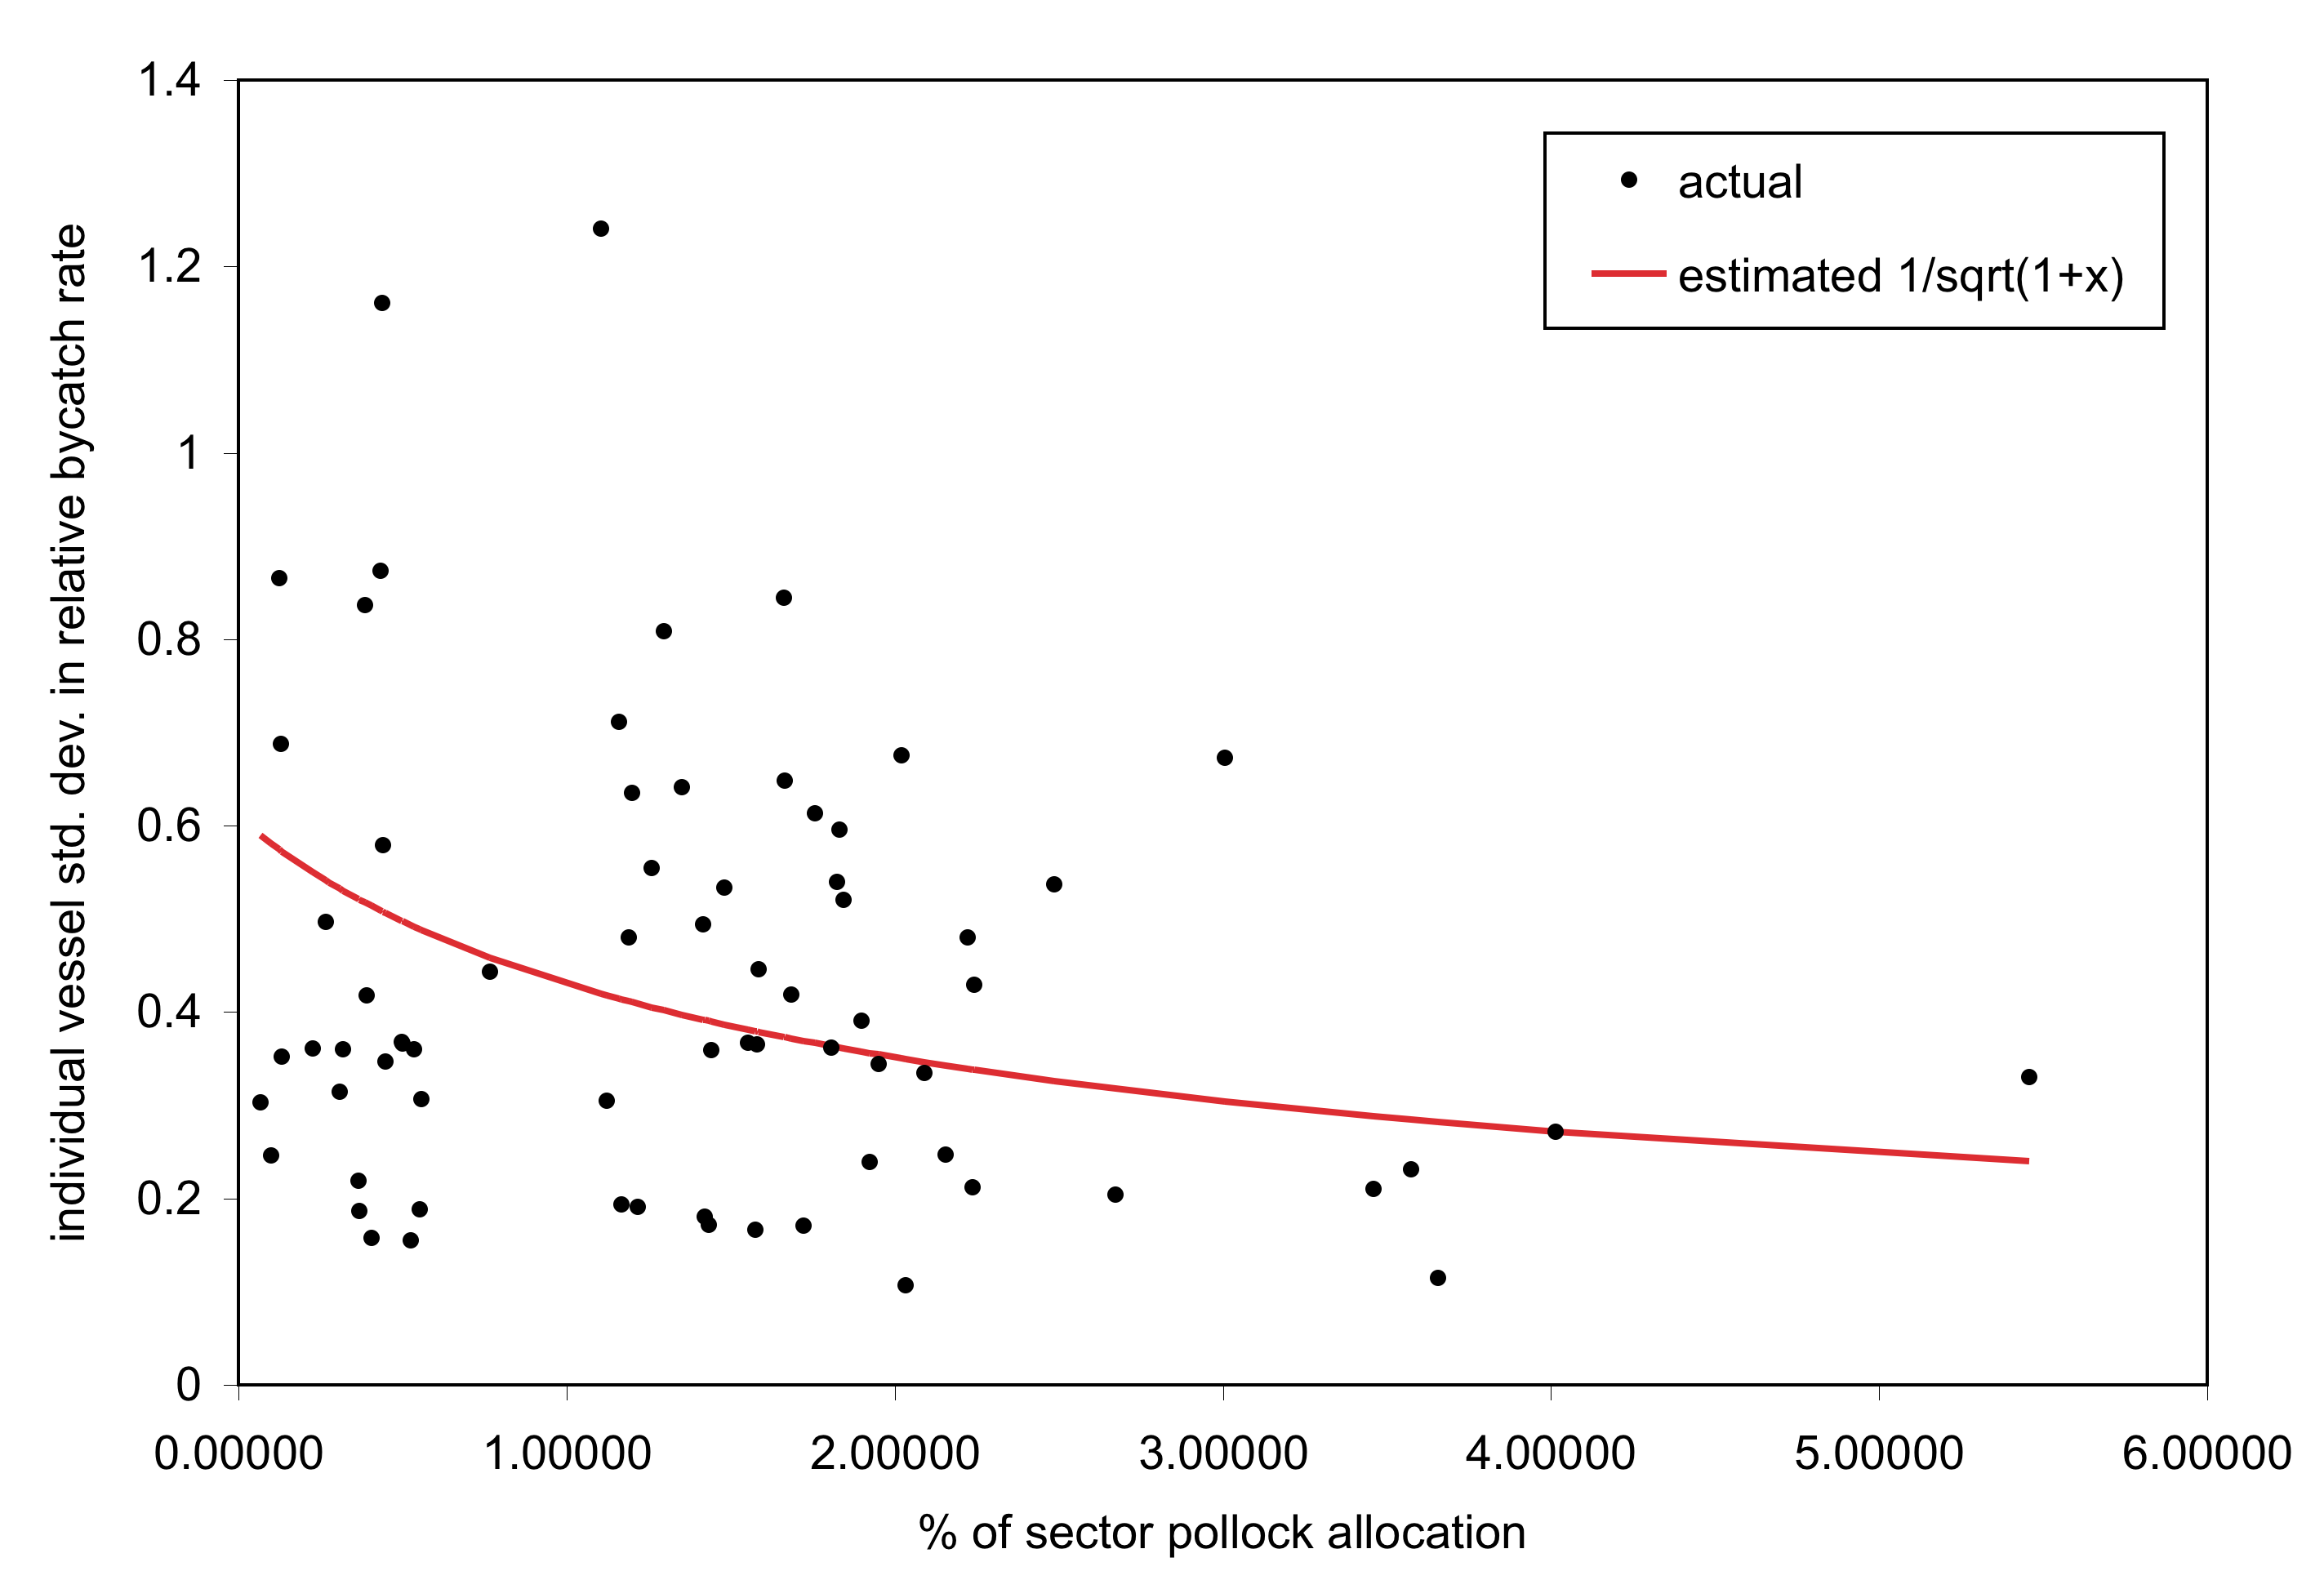 1.4
1.2
1
0.8
0.6
0.4
0.2
0
individual vessel std. dev. in relative bycatch rate
actual
estimated 1/sqrt(1+x)
0.00000 1.00000 2.00000 3.00000 4.00000 5.00000 6.00000
% of sector pollock allocation